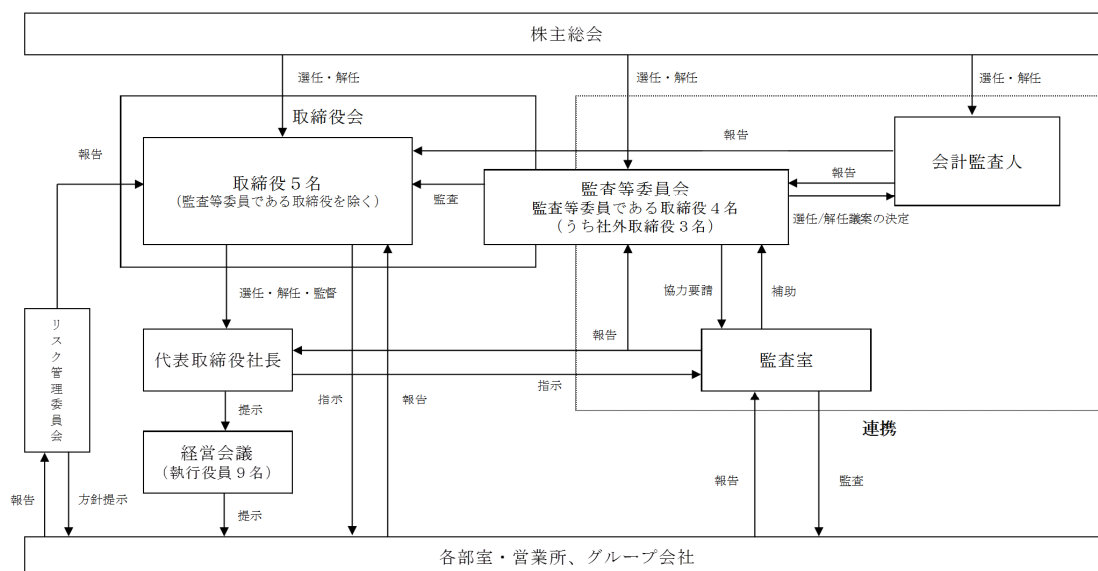 株主総会
選任・解任
選任・解任
選任・解任
取締役会
報告
会計監査人
報告
報告
取締役５名
（監査等委員である取締役を除く）
監査
監査等委員会
監査等委員である取締役４名
（うち社外取締役３名）
選任/解任議案の決定
選任・解任・監督
協力要請
補助
リスク管理委員会
代表取締役社長
報告
監査室
指示
報告
指示
提示
連携
経営会議
（執行役員９名）
報告
方針提示
提示
報告
監査
各部室・営業所、グループ会社